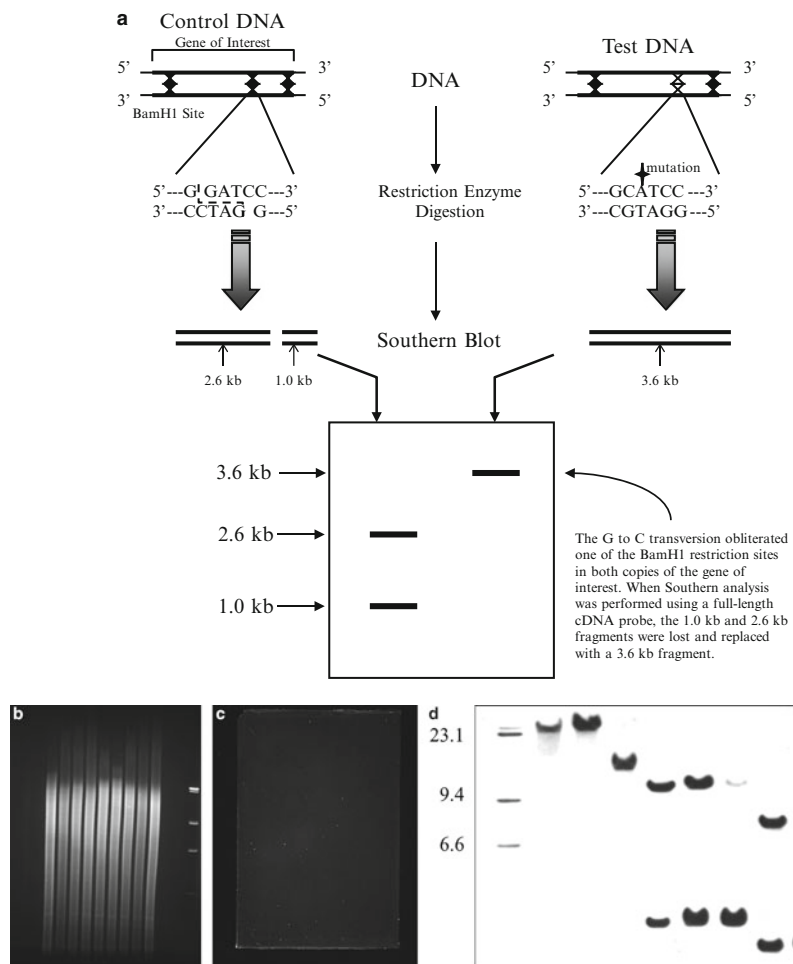 a
Control DNA
Gene of Interest
5’ 3’
3’ 5’
BamH1 Site
5’---G GATCC---3’
3’---CCTAG G---5’
2.6 kb
1.0 kb
DNA
Restriction Enzyme
Digestion
Southern Blot
Test DNA
5’ 3’
3’ 5’
mutation
5’---GCATCC---3’
3’---CGTAGG---5’
3.6 kb
3.6 kb
2.6 kb
1.0 kb
The G to C transversion obliterated
one of the BamH1 restriction sites
in both copies of the gene of
interest. When Southern analysis
was performed using a full-length
cDNA probe, the 1.0 kb and 2.6 kb
fragments were lost and replaced
with a 3.6 kb fragment.
b
c
d
23.1
9.4
6.6